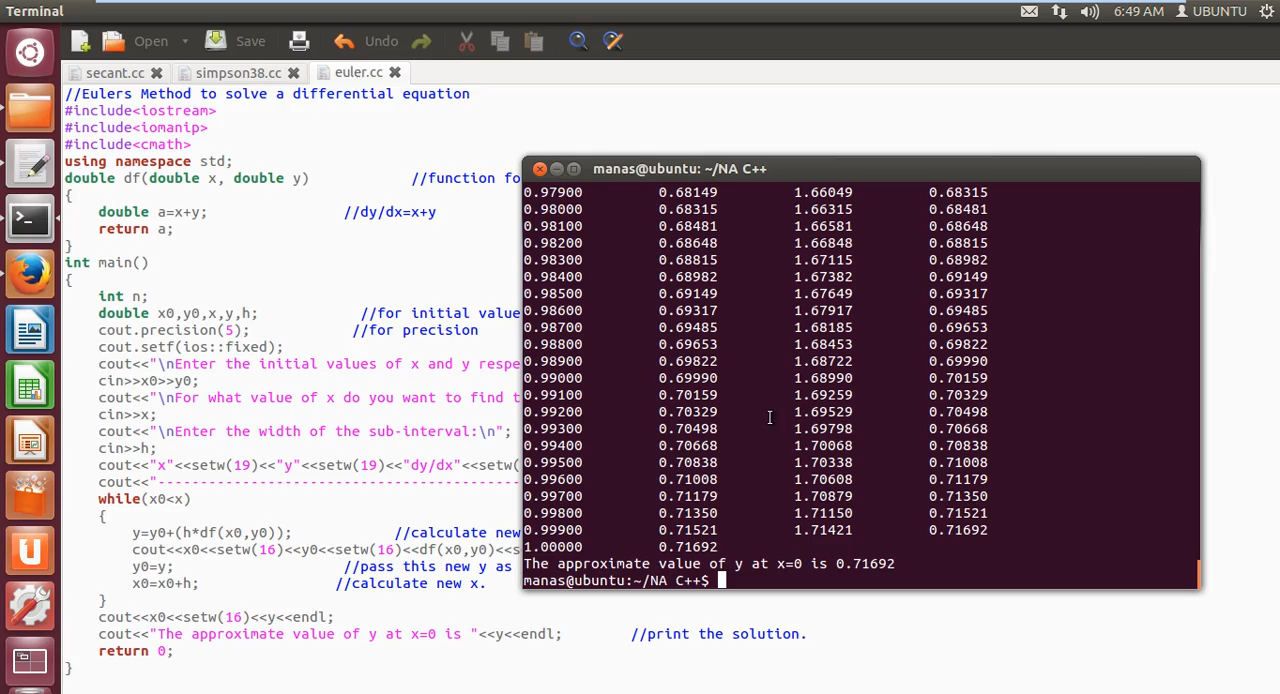 Terminal
6:49 AM UBUNTU
Open Save Undo
secant.cc simpson38.cc euler.cc
//Eulers Method to solve a differential equation
#include<iostream>
#include<iomanip>
#include<cmath>
using namespace std;
double df(double x, double y) //function fo
{
double a=x+y; //dy/dx=x+y
return a;
}
int main()
{
int n;
double x0,y0,x,y,h; //for initial value
cout.precision(5); //for precision
cout.setf(ios::fixed);
cout<<"\nEnter the initial values of x and y respe
cin>>x0>>y0;
cout<<"\nFor what value of x do you want to find t
cin>>x;
cout<<"\nEnter the width of the sub-interval:\n";
cin>>h;
cout<<"x"<<setw(19)<<"y"<<setw(19)<<"dy/dx"<<setw(
cout<<"-------------------------------------------
while(x0<x)
{
y=y0+(h*df(x0,y0)); //calculate new
cout<<x0<<setw(16)<<y0<<setw(16)<<df(x0,y0)<<s
y0=y; //pass this new y as
x0=x0+h; //calculate new x.
}
cout<<x0<<setw(16)<<y<<endl;
cout<<"The approximate value of y at x=0 is "<<y<<endl; //print the solution.
return 0;
}
manas@ubuntu: ~/NA C++
0.97900 0.68149 1.66049 0.68315
0.98000 0.68315 1.66315 0.68481
0.98100 0.68481 1.66581 0.68648
0.98200 0.68648 1.66848 0.68815
0.98300 0.68815 1.67115 0.68982
0.98400 0.68982 1.67382 0.69149
0.98500 0.69149 1.67649 0.69317
0.98600 0.69317 1.67917 0.69485
0.98700 0.69485 1.68185 0.69653
0.98800 0.69653 1.68453 0.69822
0.98900 0.69822 1.68722 0.69990
0.99000 0.69990 1.68990 0.70159
0.99100 0.70159 1.69259 0.70329
0.99200 0.70329 1.69529 0.70498
0.99300 0.70498 1.69798 0.70668
0.99400 0.70668 1.70068 0.70838
0.99500 0.70838 1.70338 0.71008
0.99600 0.71008 1.70608 0.71179
0.99700 0.71179 1.70879 0.71350
0.99800 0.71350 1.71150 0.71521
0.99900 0.71521 1.71421 0.71692
1.00000 0.71692
The approximate value of y at x=0 is 0.71692
manas@ubuntu:~/NA C++$